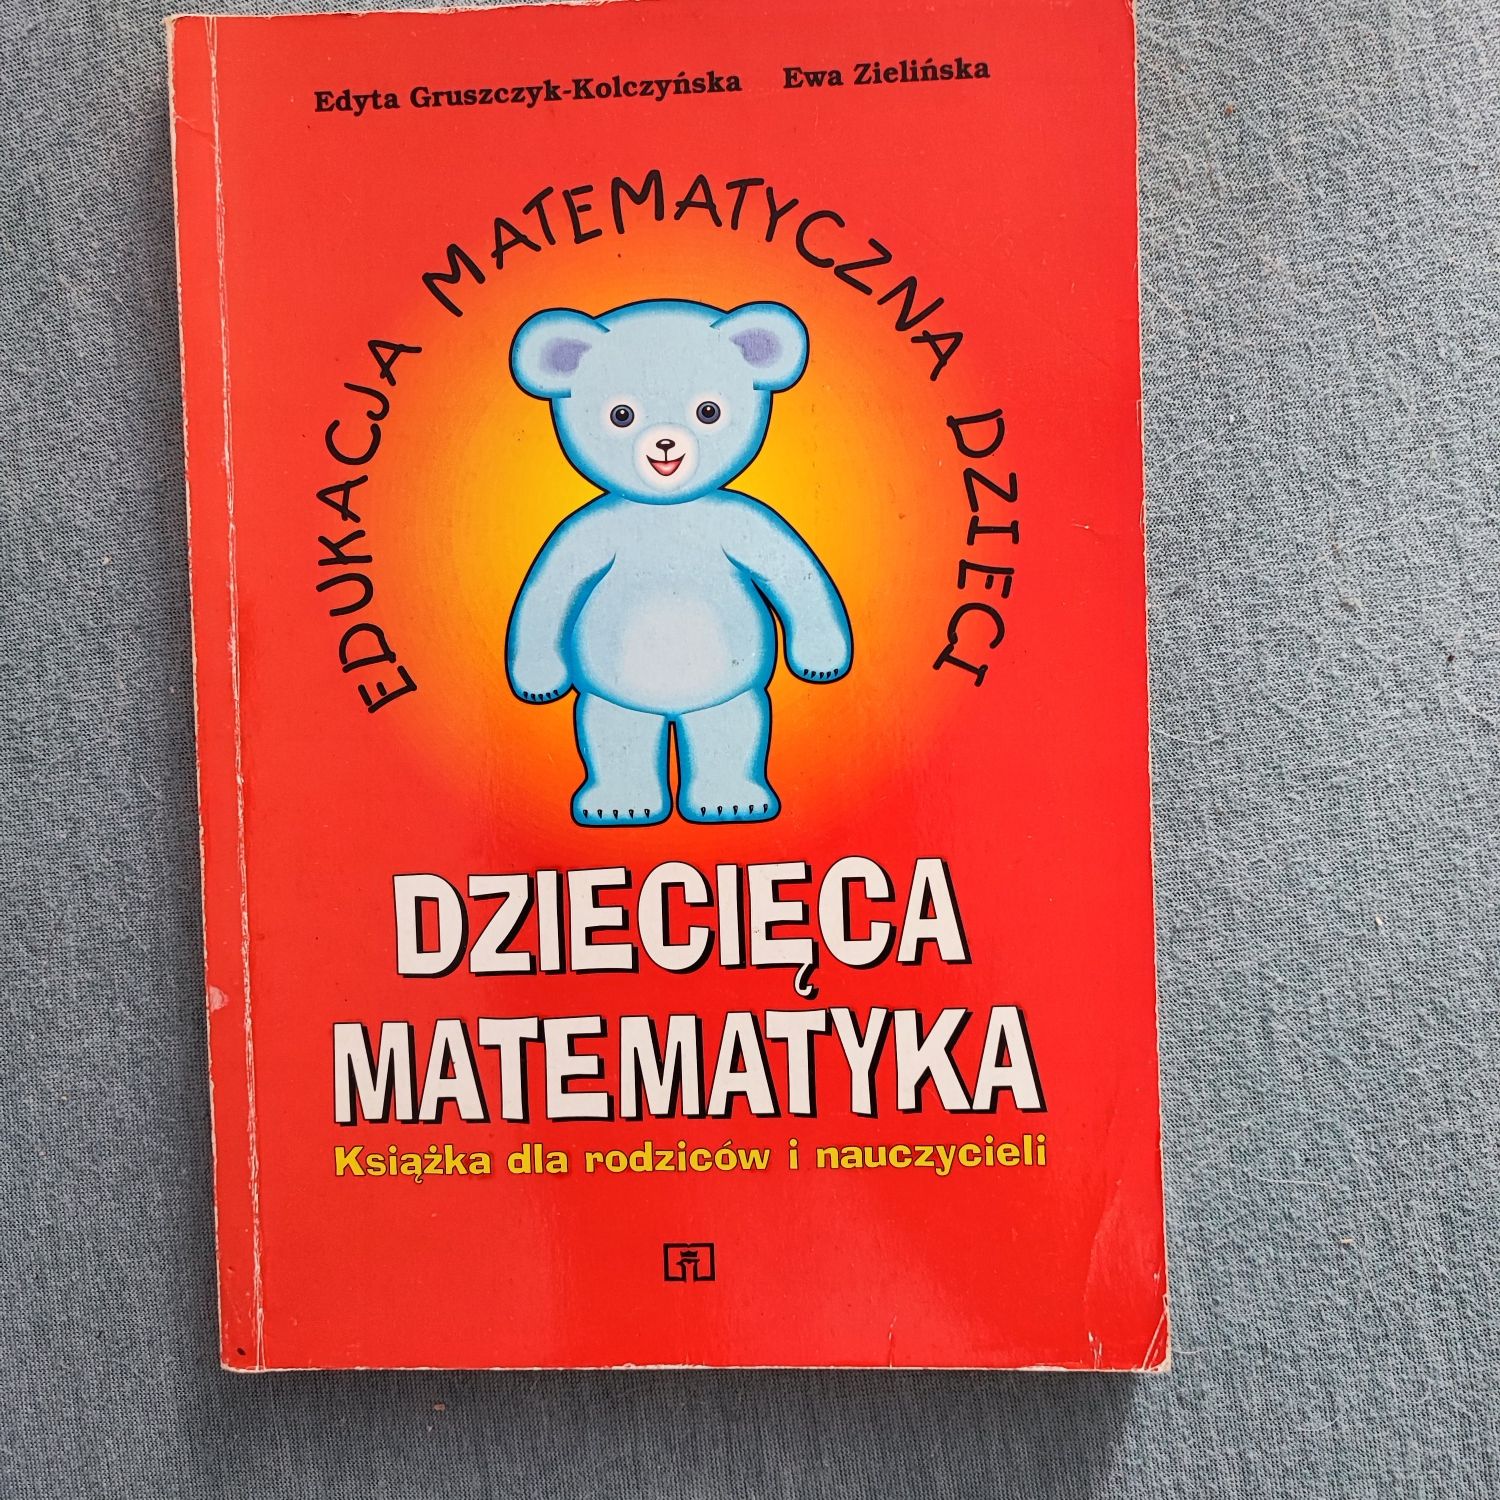 Edyta Gruszczyk-Kolczyńska Ewa Zielińska
EDUKACJA MATEMATYCZNA DZIECI
DZIECIĘCA
MATEMATYKA
Książka dla rodziców i nauczycieli